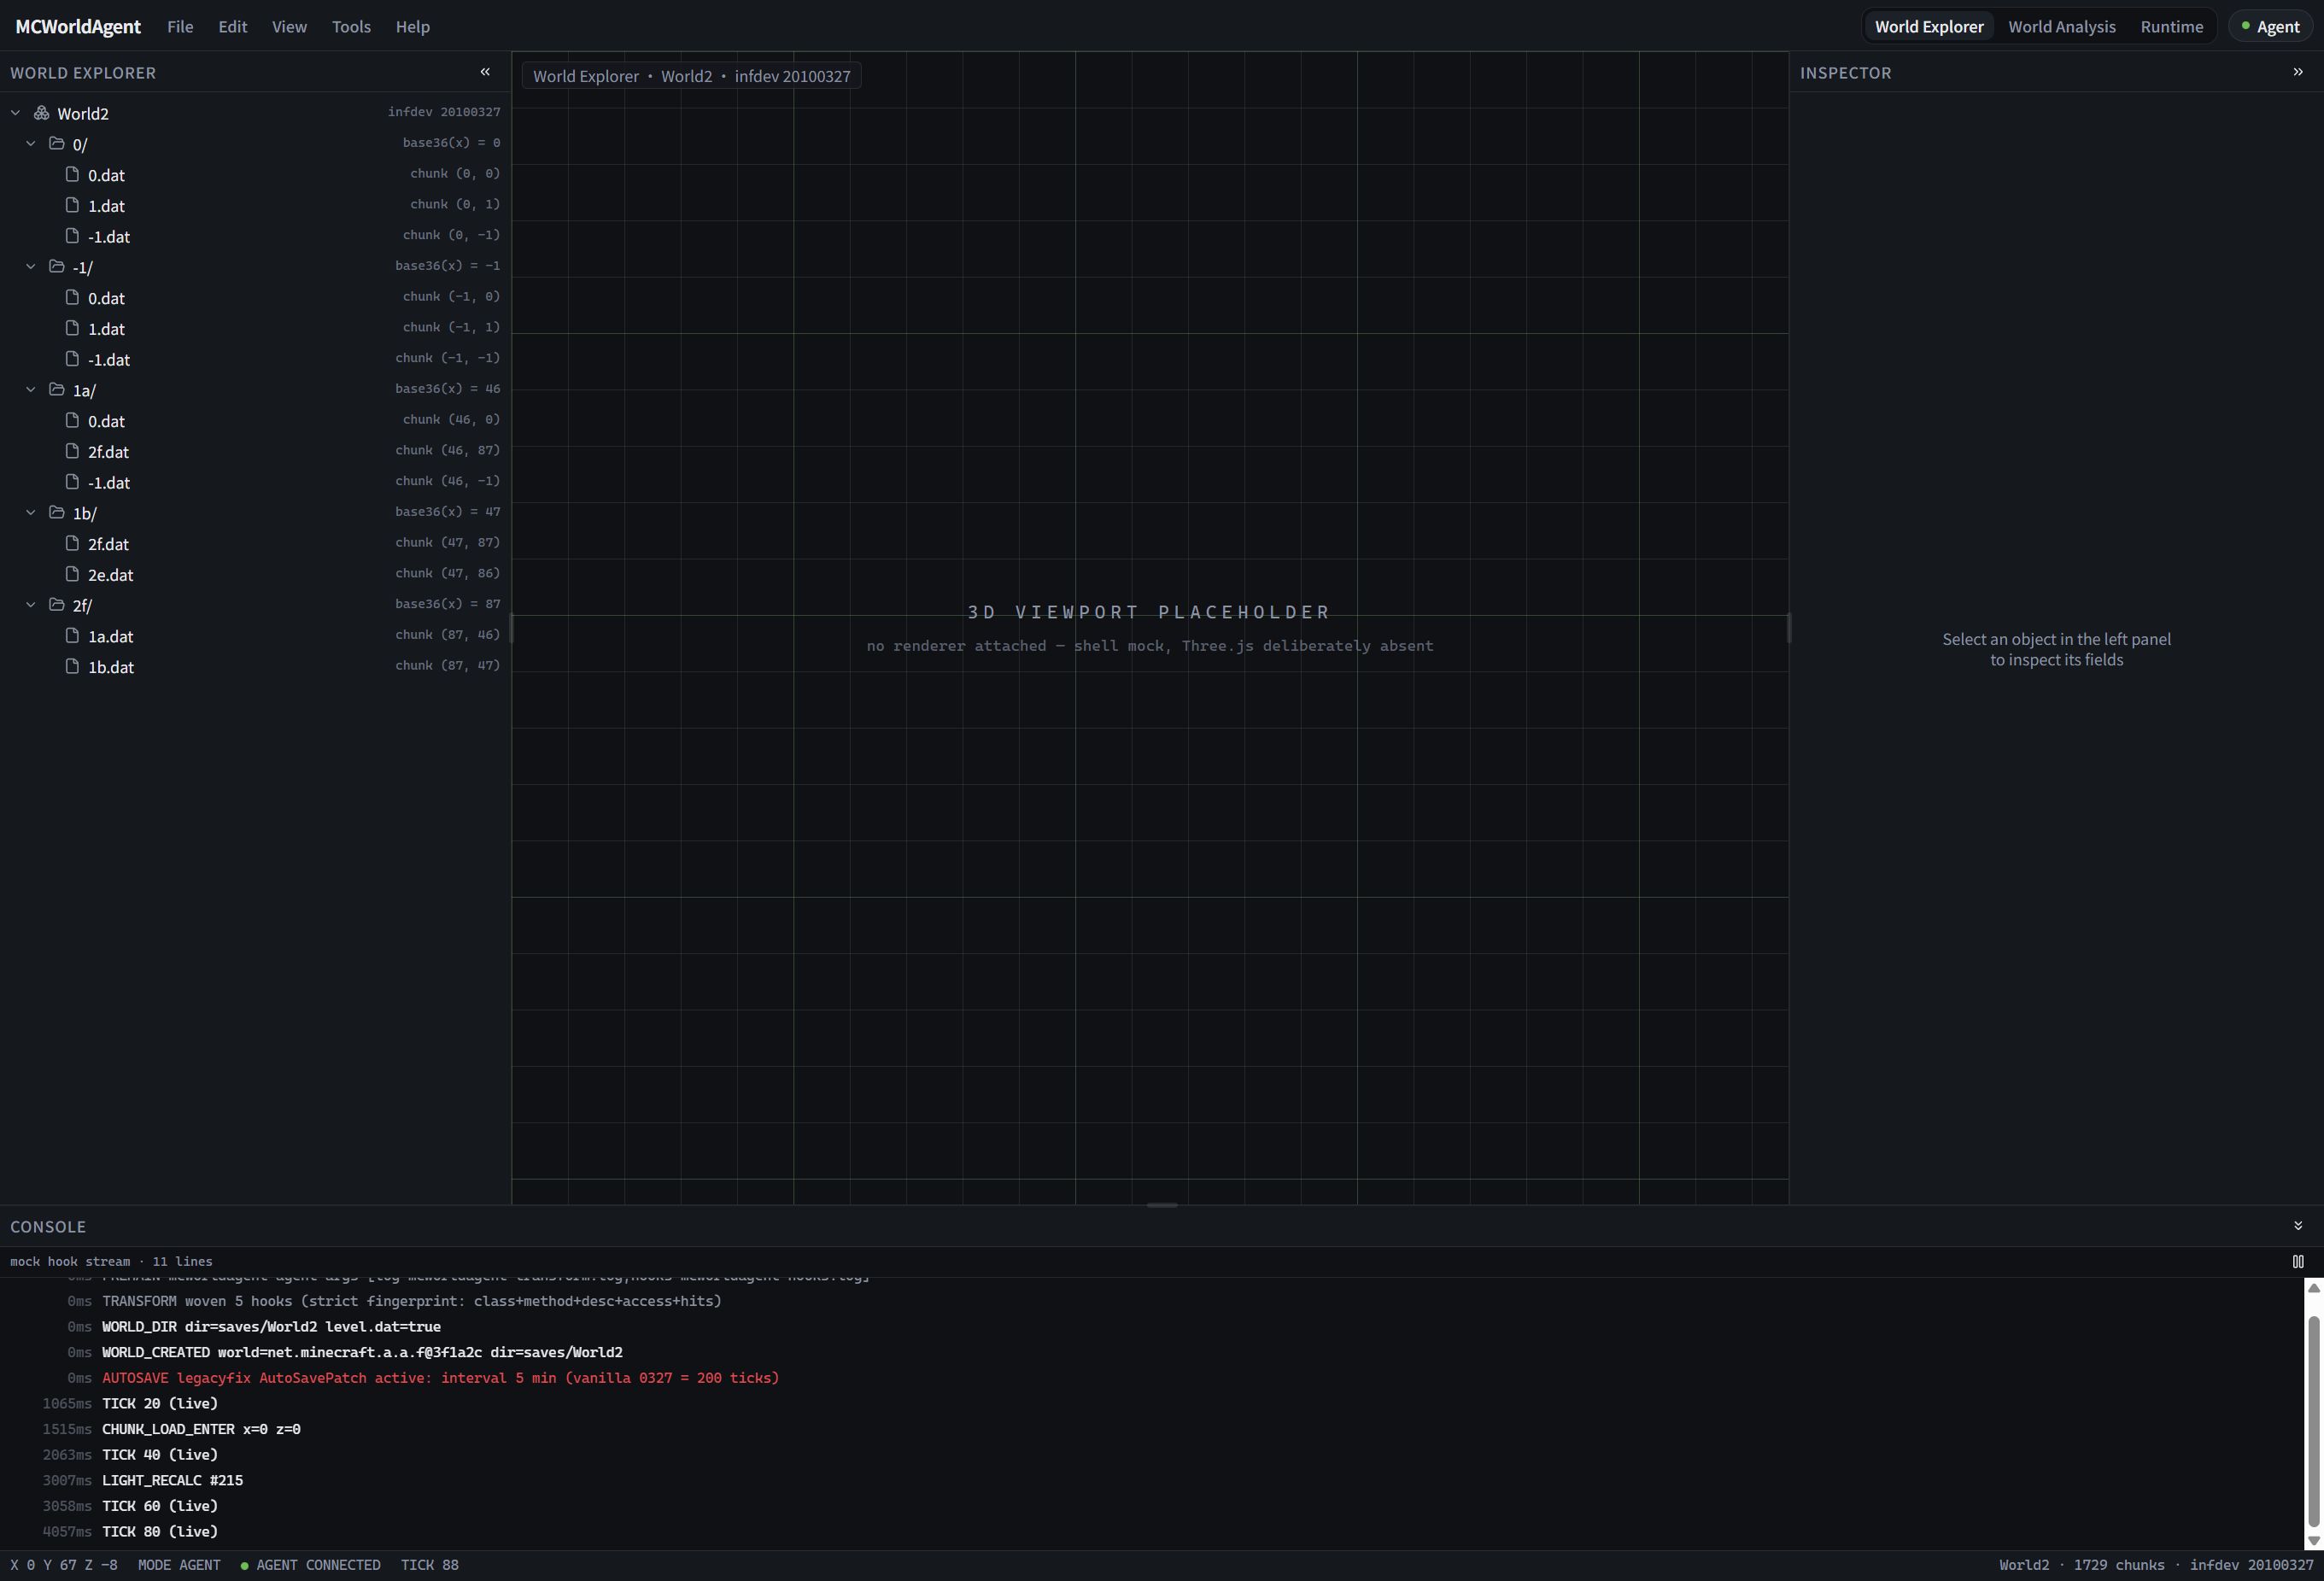 MCWorldAgent File Edit View Tools Help World Explorer World Analysis Runtime Agent
WORLD EXPLORER «
World Explorer • World2 • infdev 20100327
INSPECTOR »
World2 infdev 20100327
0/ base36(x) = 0
0.dat chunk (0, 0)
1.dat chunk (0, 1)
-1.dat chunk (0, −1)
-1/ base36(x) = −1
0.dat chunk (−1, 0)
1.dat chunk (−1, 1)
-1.dat chunk (−1, −1)
1a/ base36(x) = 46
0.dat chunk (46, 0)
2f.dat chunk (46, 87)
-1.dat chunk (46, −1)
1b/ base36(x) = 47
2f.dat chunk (47, 87)
2e.dat chunk (47, 86)
2f/ base36(x) = 87
1a.dat chunk (87, 46)
1b.dat chunk (87, 47)
3D VIEWPORT PLACEHOLDER
no renderer attached — shell mock, Three.js deliberately absent
Select an object in the left panel
to inspect its fields
CONSOLE
mock hook stream · 11 lines
0ms TRANSFORM woven 5 hooks (strict fingerprint: class+method+desc+access+hits)
0ms WORLD_DIR dir=saves/World2 level.dat=true
0ms WORLD_CREATED world=net.minecraft.a.a.f@3f1a2c dir=saves/World2
0ms AUTOSAVE legacyfix AutoSavePatch active: interval 5 min (vanilla 0327 = 200 ticks)
1065ms TICK 20 (live)
1515ms CHUNK_LOAD_ENTER x=0 z=0
2063ms TICK 40 (live)
3007ms LIGHT_RECALC #215
3058ms TICK 60 (live)
4057ms TICK 80 (live)
X 0 Y 67 Z −8 MODE AGENT AGENT CONNECTED TICK 88 World2 · 1729 chunks · infdev 20100327